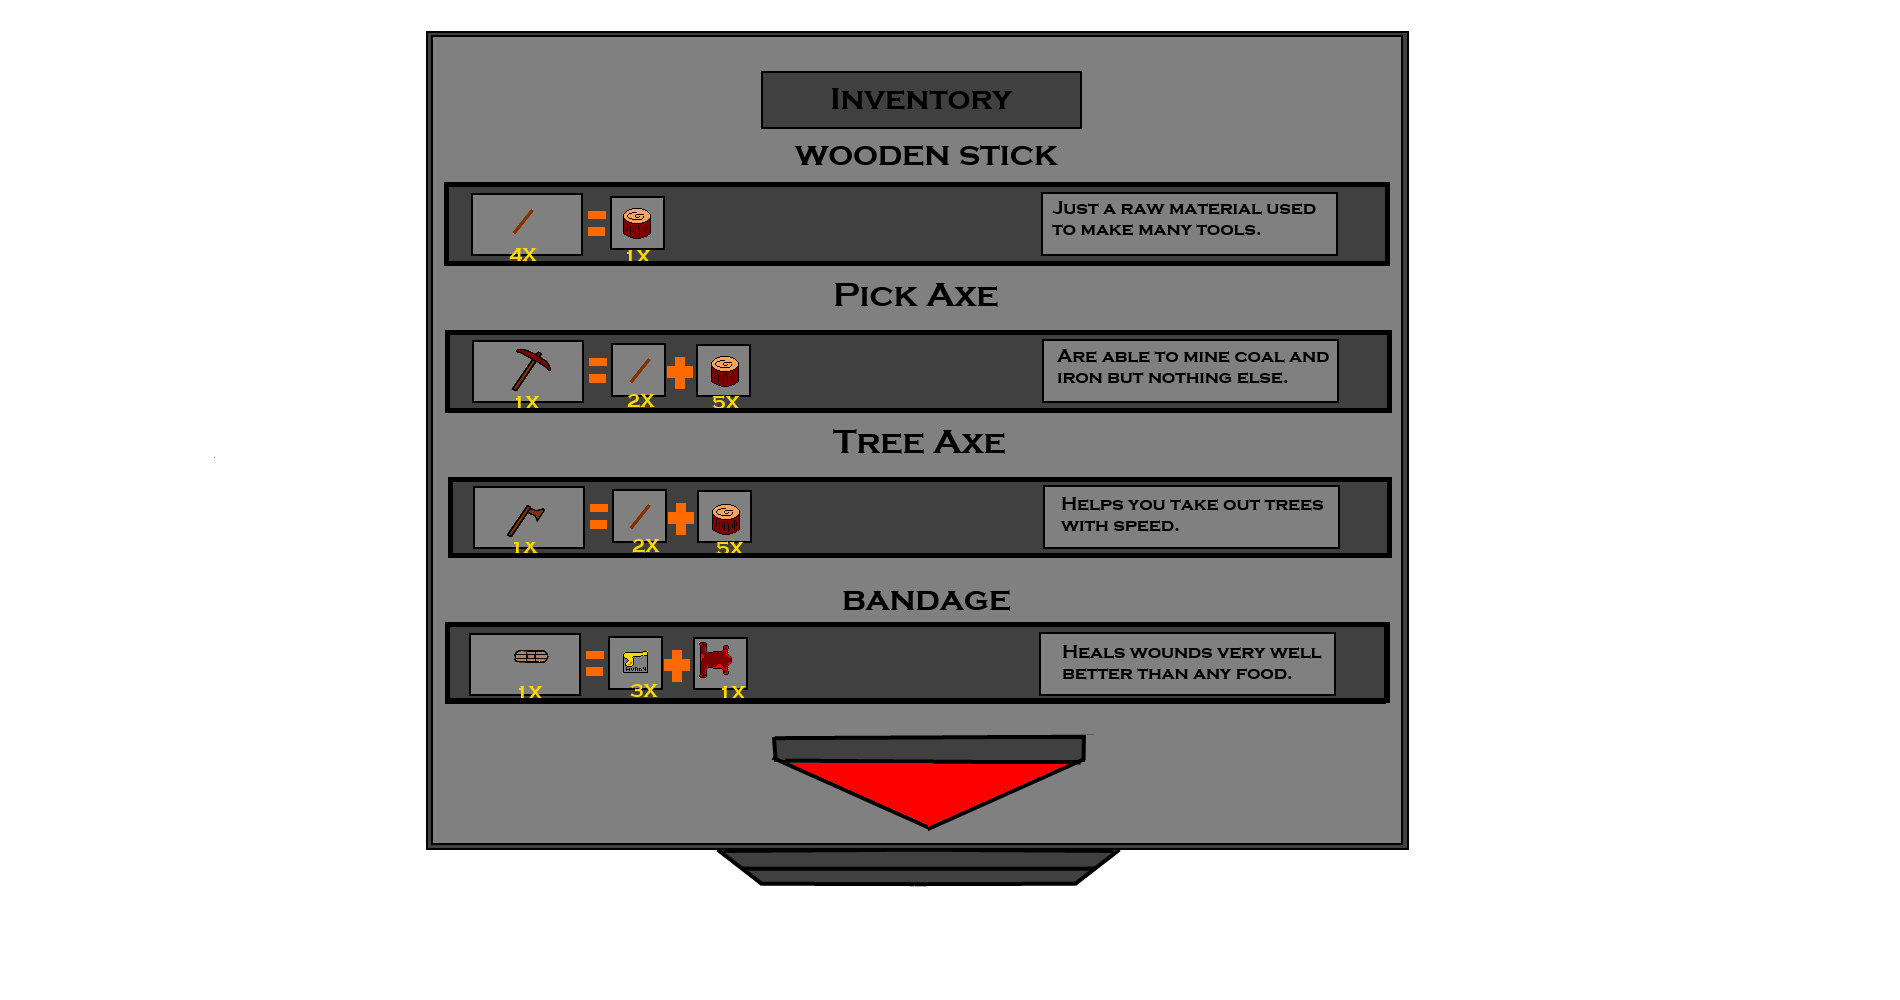 Inventory
WOODEN STICK
4X 1X
Just a raw material used
to make many tools.
Pick Axe
1X 2X 5X
Are able to mine coal and
iron but nothing else.
Tree Axe
1X 2X 5X
Helps you take out trees
with speed.
BANDAGE
1X 3X 1X
Heals wounds very well
better than any food.